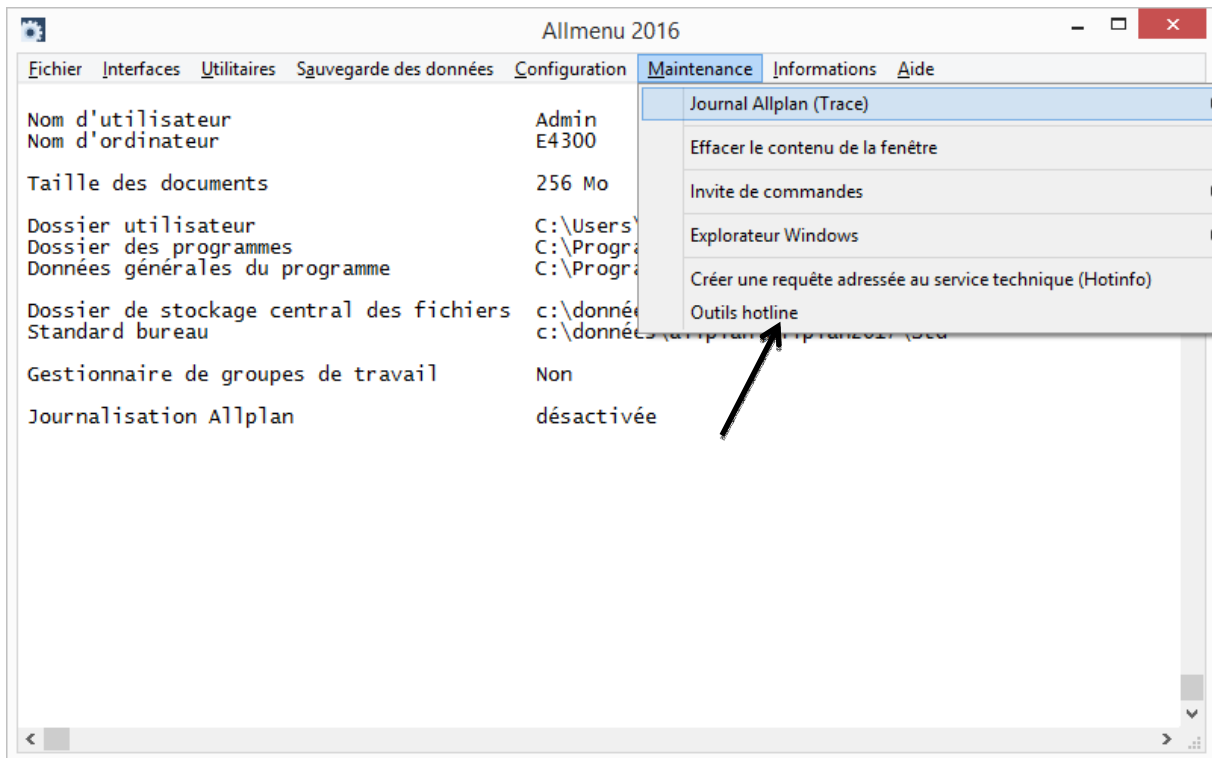 Allmenu 2016
Fichier Interfaces Utilitaires Sauvegarde des données Configuration Maintenance Informations Aide
Journal Allplan (Trace)
Effacer le contenu de la fenêtre
Invite de commandes
Explorateur Windows
Créer une requête adressée au service technique (Hotinfo)
Outils hotline
Nom d'utilisateur Admin
Nom d'ordinateur E4300
Taille des documents 256 Mo
Dossier utilisateur C:\Users\
Dossier des programmes C:\Progra
Données générales du programme C:\Progra
Dossier de stockage central des fichiers c:\donnée
Standard bureau c:\données
Gestionnaire de groupes de travail Non
Journalisation Allplan désactivée